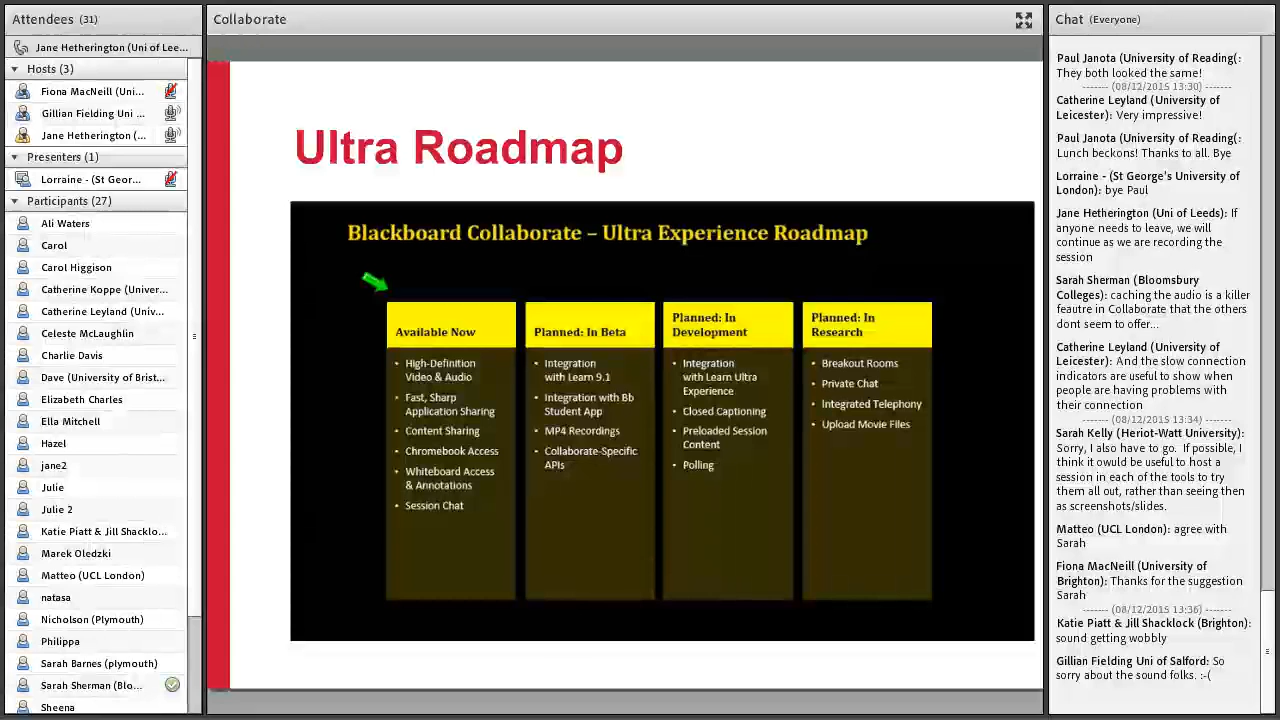 Attendees (31)
Jane Hetherington (Uni of Lee...
Hosts (3)
Fiona MacNeill (Uni...
Gillian Fielding Uni ...
Jane Hetherington (...
Presenters (1)
Lorraine - (St Geor...
Participants (27)
Ali Waters
Carol
Carol Higgison
Catherine Koppe (Univer...
Catherine Leyland (Univ...
Celeste McLaughlin
Charlie Davis
Dave (University of Brist...
Elizabeth Charles
Ella Mitchell
Hazel
jane2
Julie
Julie 2
Katie Piatt & Jill Shacklo...
Marek Oledzki
Matteo (UCL London)
natasa
Nicholson (Plymouth)
Philippa
Sarah Barnes (plymouth)
Sarah Sherman (Blo...
Sheena
Collaborate
Ultra Roadmap
Blackboard Collaborate – Ultra Experience Roadmap
Available Now
• High-Definition
Video & Audio
• Fast, Sharp
Application Sharing
• Content Sharing
• Chromebook Access
• Whiteboard Access
& Annotations
• Session Chat
Planned: In Beta
• Integration
with Learn 9.1
• Integration with Bb
Student App
• MP4 Recordings
• Collaborate-Specific
APIs
Planned: In
Development
• Integration
with Learn Ultra
Experience
• Closed Captioning
• Preloaded Session
Content
• Polling
Planned: In
Research
• Breakout Rooms
• Private Chat
• Integrated Telephony
• Upload Movie Files
Chat (Everyone)
Paul Janota (University of Reading(:
They both looked the same!
------- (08/12/2015 13:30) -------
Catherine Leyland (University of
Leicester): Very impressive!
Paul Janota (University of Reading(:
Lunch beckons! Thanks to all. Bye
Lorraine - (St George's University of
London): bye Paul
Jane Hetherington (Uni of Leeds): If
anyone needs to leave, we will
continue as we are recording the
session
Sarah Sherman (Bloomsbury
Colleges): caching the audio is a killer
feautre in Collaborate that the others
dont seem to offer...
Catherine Leyland (University of
Leicester): And the slow connection
indicators are useful to show when
people are having problems with
their connection
------- (08/12/2015 13:34) -------
Sarah Kelly (Heriot-Watt University):
Sorry, I also have to go. If possible, I
think it owuld be useful to host a
session in each of the tools to try
them all out, rather than seeing them
as screenshots/slides.
Matteo (UCL London): agree with
Sarah
Fiona MacNeill (University of
Brighton): Thanks for the suggestion
Sarah
------- (08/12/2015 13:36) -------
Katie Piatt & Jill Shacklock (Brighton):
sound getting wobbly
Gillian Fielding Uni of Salford: So
sorry about the sound folks. :-(